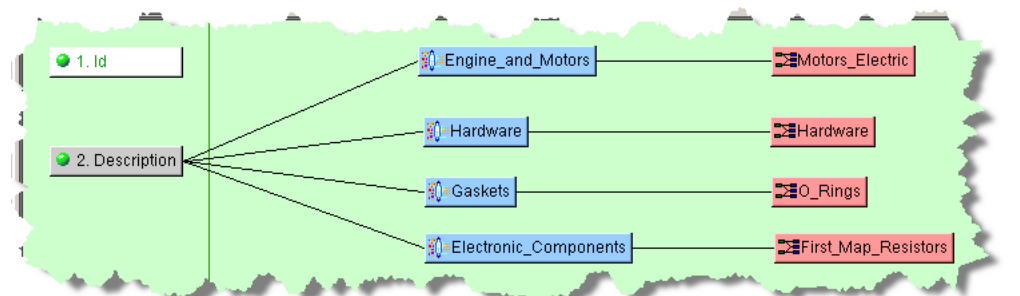 1. Id
Engine_and_Motors
Motors_Electric
Hardware
Hardware
2. Description
Gaskets
O_Rings
Electronic_Components
First_Map_Resistors